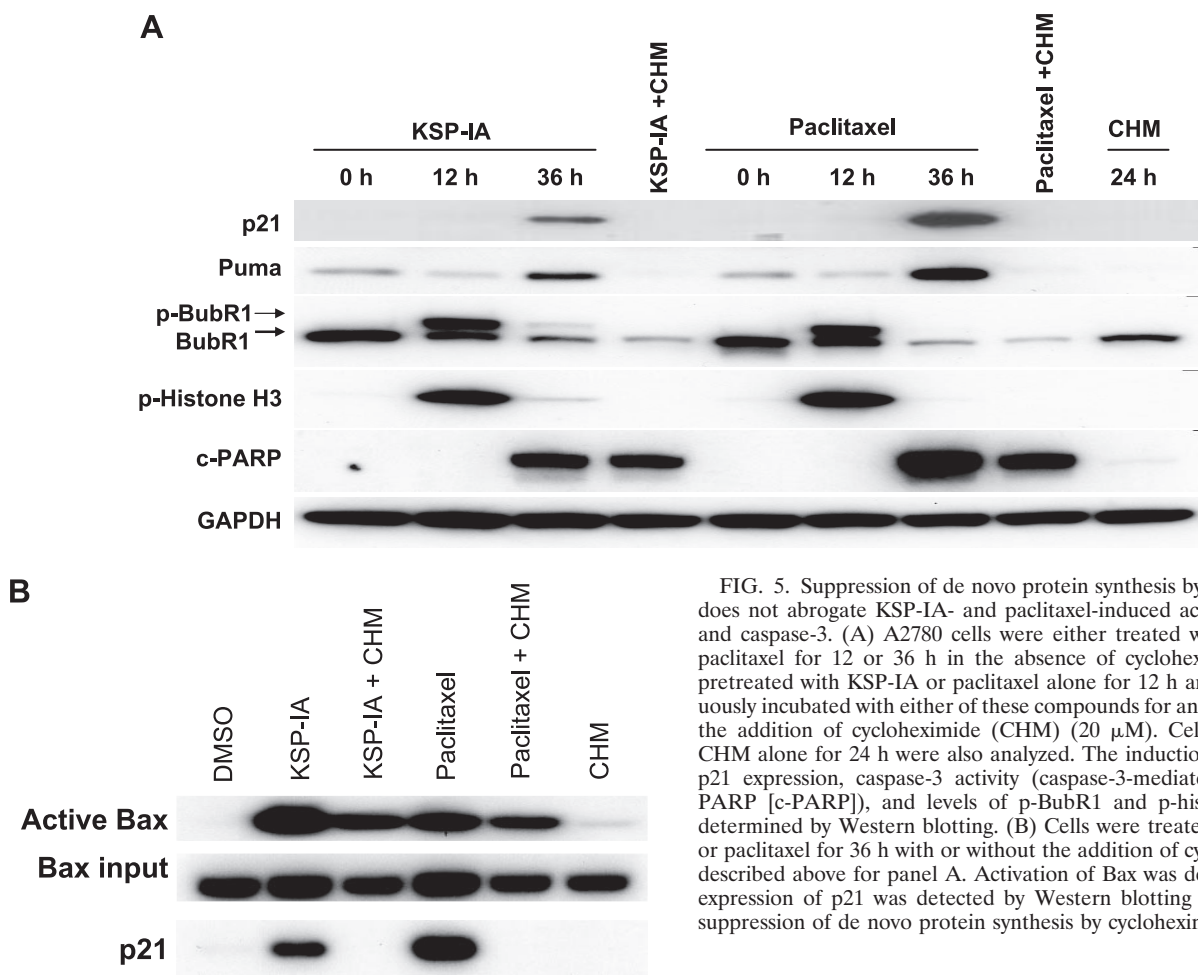 A
KSP-IA
KSP-IA +CHM
Paclitaxel
Paclitaxel +CHM
CHM
0 h 12 h 36 h 0 h 12 h 36 h 24 h
p21
Puma
p-BubR1
BubR1
p-Histone H3
c-PARP
GAPDH
B
DMSO
KSP-IA
KSP-IA + CHM
Paclitaxel
Paclitaxel + CHM
CHM
Active Bax
Bax input
p21
FIG. 5. Suppression of de novo protein synthesis by
does not abrogate KSP-IA- and paclitaxel-induced ac
and caspase-3. (A) A2780 cells were either treated w
paclitaxel for 12 or 36 h in the absence of cyclohex
pretreated with KSP-IA or paclitaxel alone for 12 h an
uously incubated with either of these compounds for an
the addition of cycloheximide (CHM) (20 μM). Cel
CHM alone for 24 h were also analyzed. The induction
p21 expression, caspase-3 activity (caspase-3-mediate
PARP [c-PARP]), and levels of p-BubR1 and p-his
determined by Western blotting. (B) Cells were treate
or paclitaxel for 36 h with or without the addition of cy
described above for panel A. Activation of Bax was de
expression of p21 was detected by Western blotting
suppression of de novo protein synthesis by cyclohexin